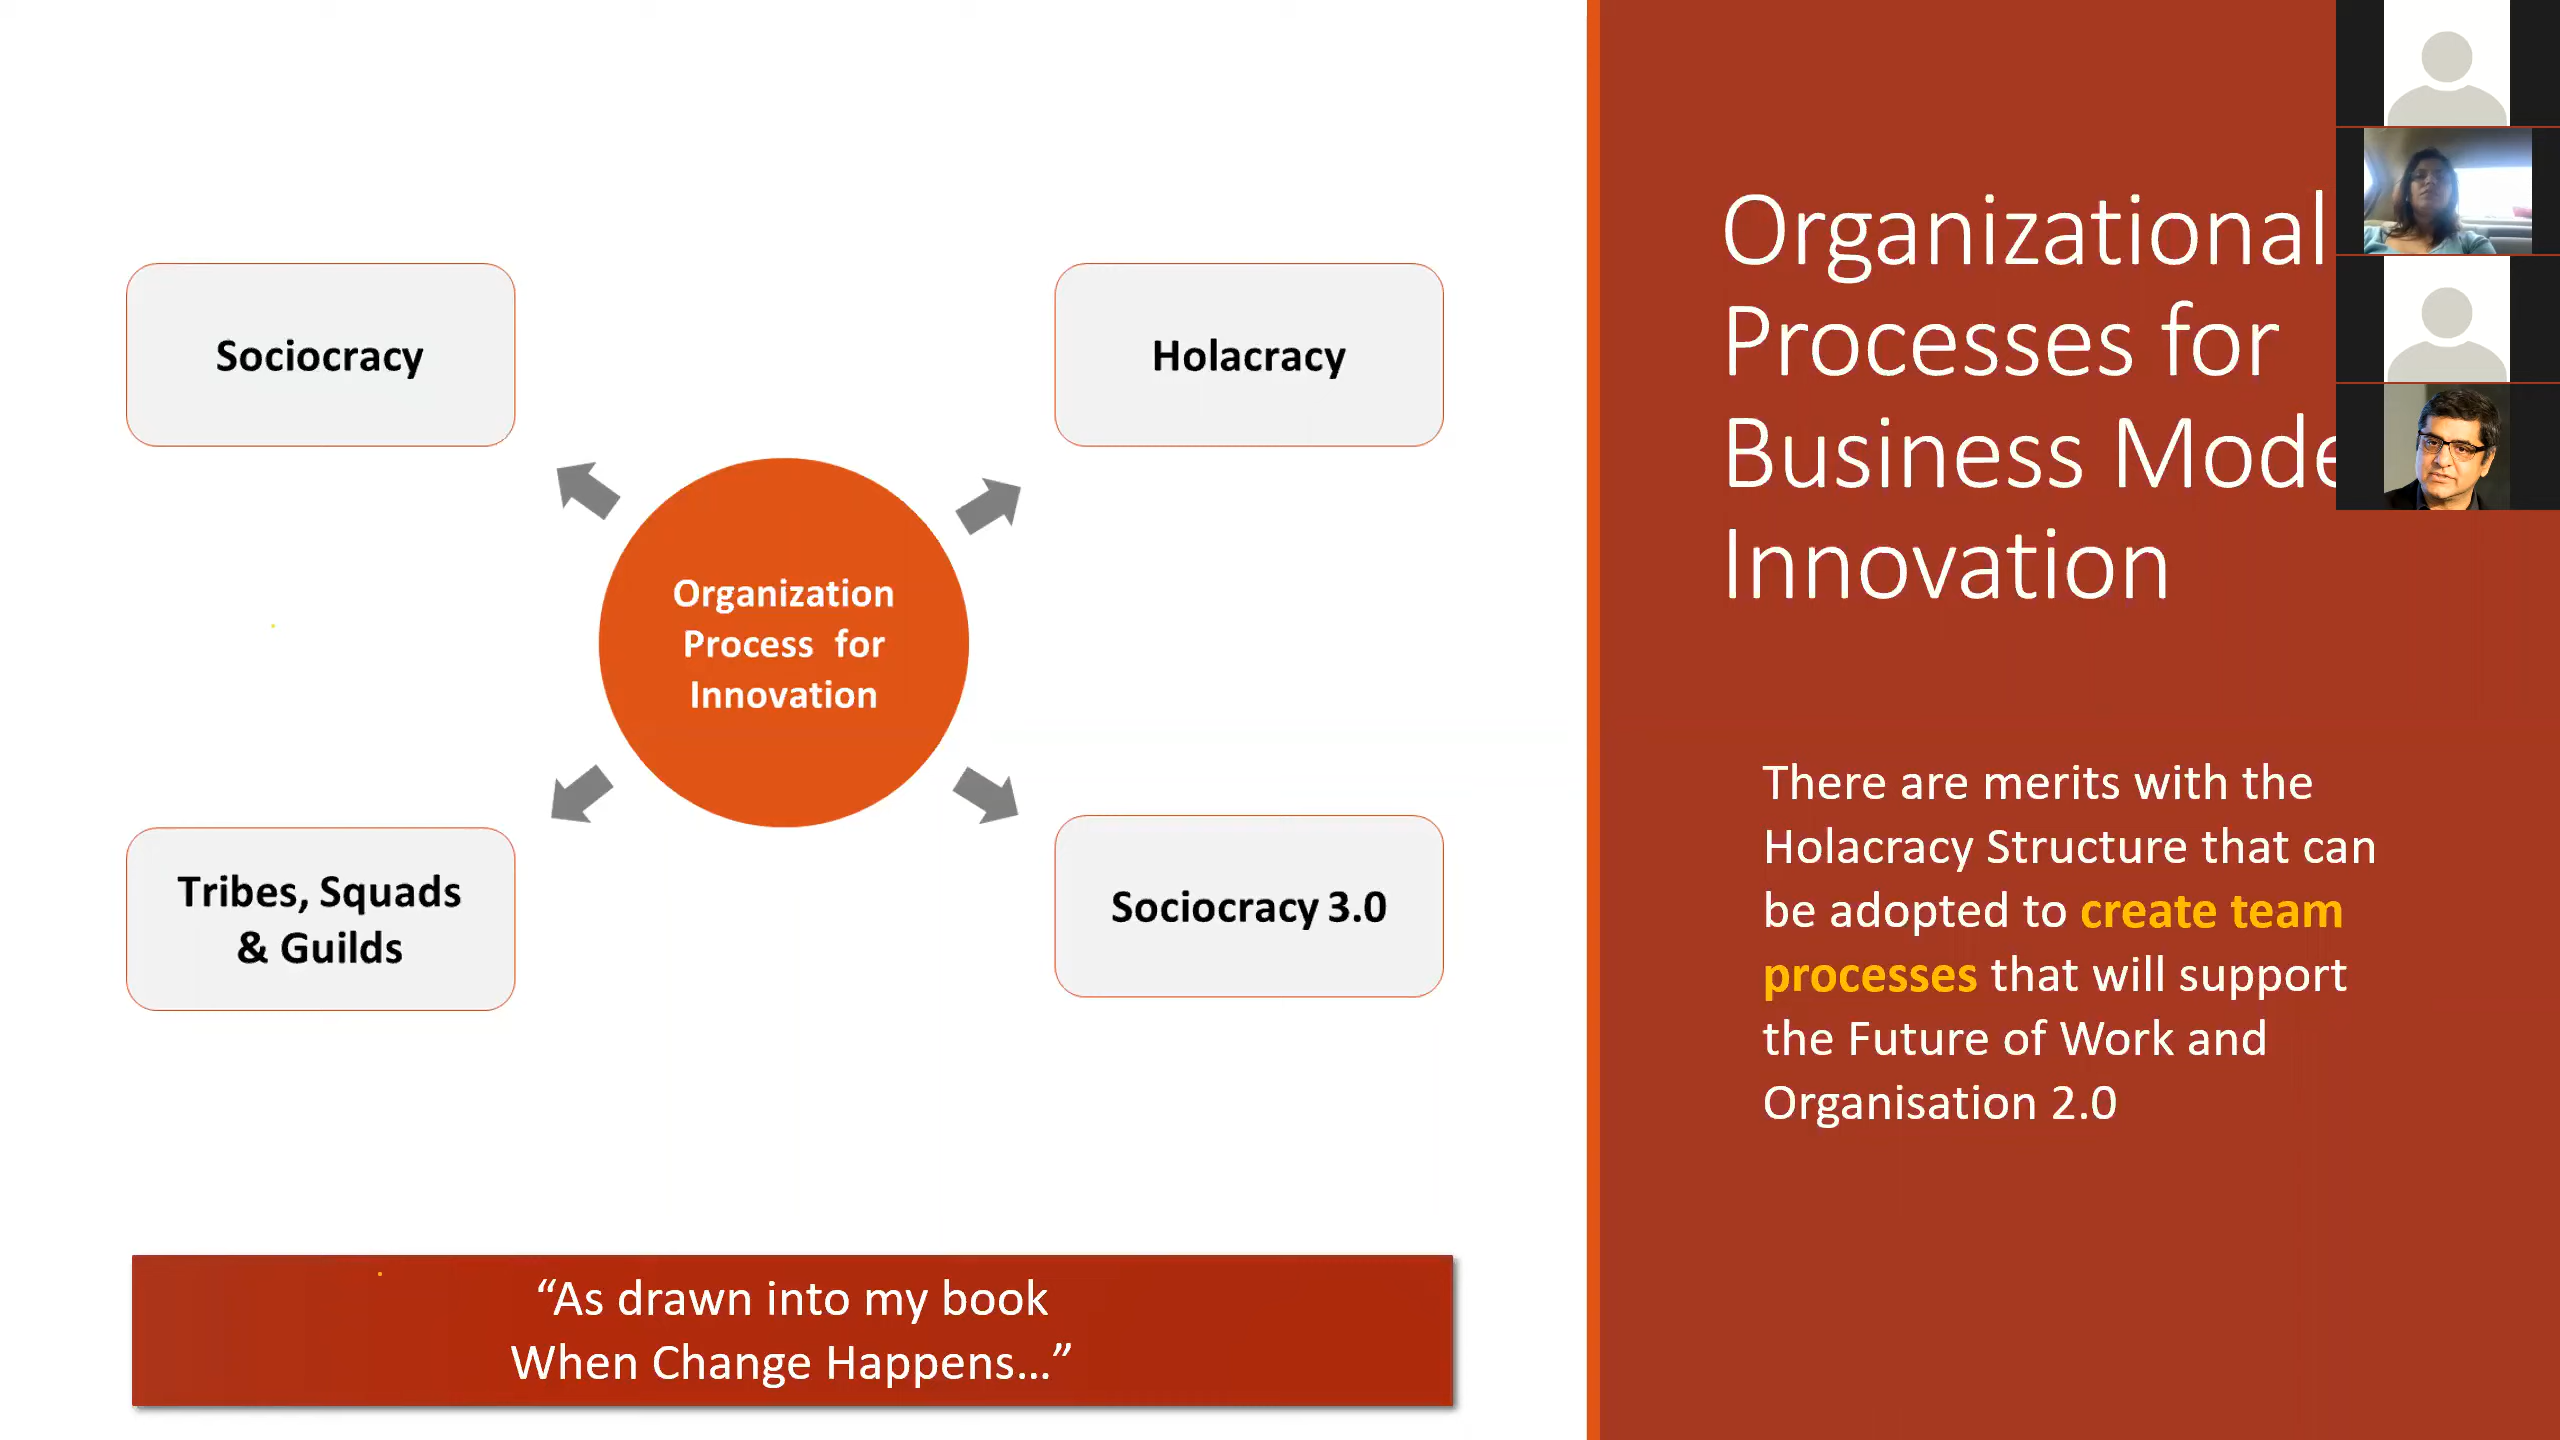 Sociocracy
Holacracy
Organization
Process for
Innovation
Tribes, Squads
& Guilds
Sociocracy 3.0
“As drawn into my book
When Change Happens...”
Organizational
Processes for
Business Mode
Innovation
There are merits with the
Holacracy Structure that can
be adopted to create team
processes that will support
the Future of Work and
Organisation 2.0